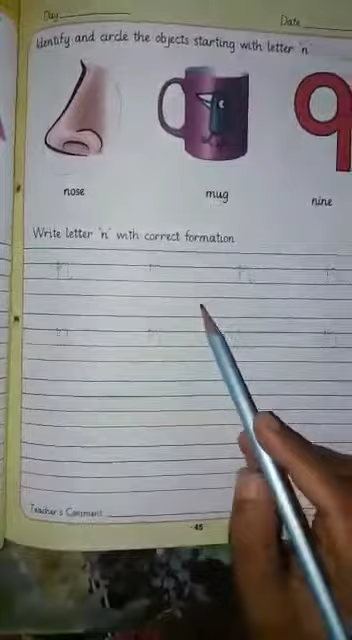 Day
Date
Identify and circle the objects starting with letter 'n'
9
nose
mug
nine
Write letter 'n' with correct formation
n n n n
n n n n
Teacher's Comment
45